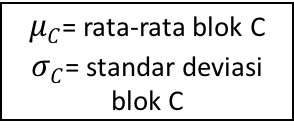 μ_C= rata-rata blok C
σ_C= standar deviasi
blok C